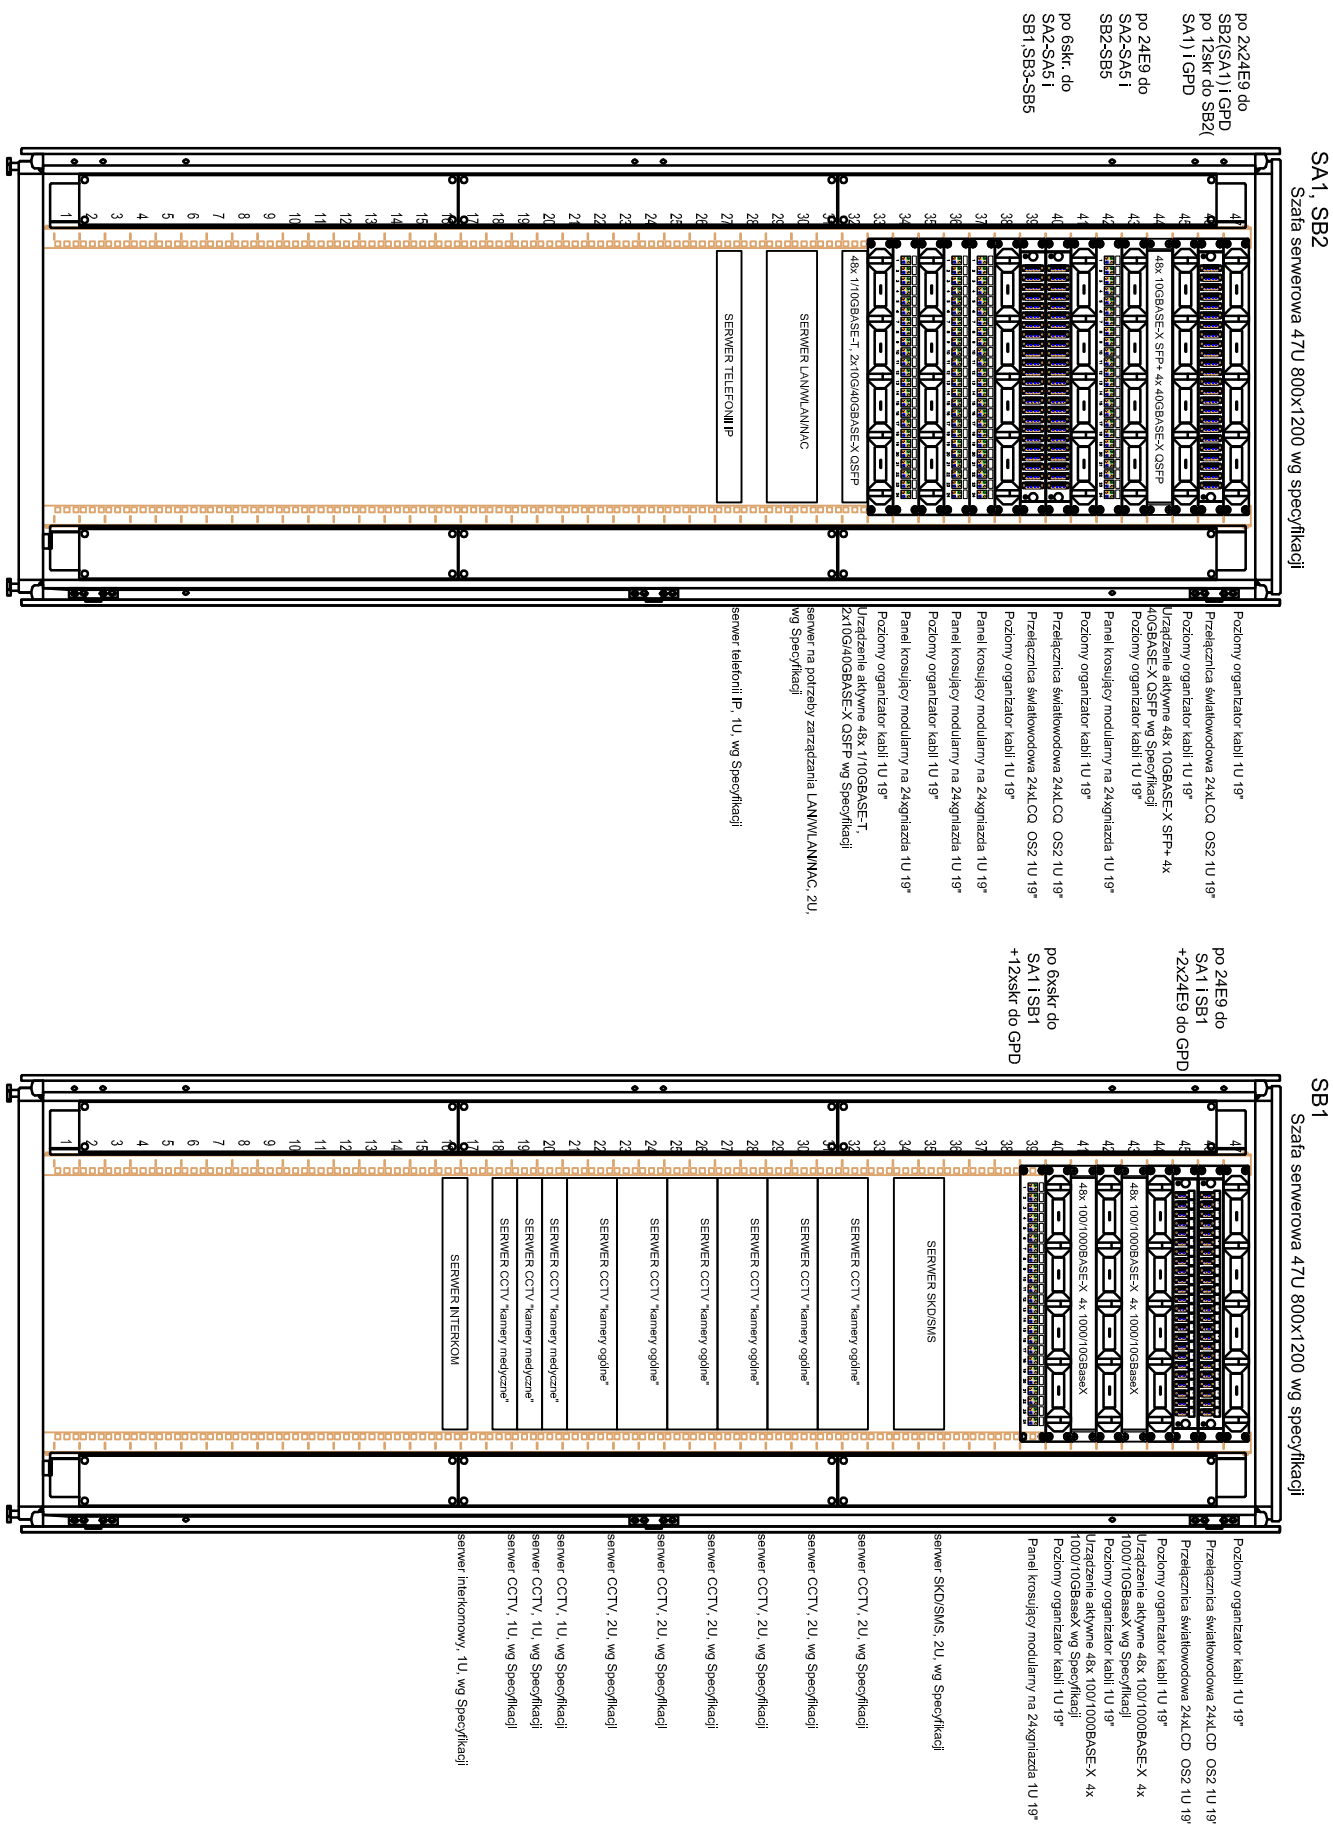 SA1, SB2
Szafa serwerowa 47U 800x1200 wg specyfikacji
po 2x24E9 do
SB2(SA1) i GPD
po 12skr do SB2(
SA1) i GPD
po 24E9 do
SA2-SA5 i
SB2-SB5
po 6skr. do
SA2-SA5 i
SB1,SB3-SB5
48x 10GBASE-X SFP+ 4x 40GBASE-X QSFP
48x 1/10GBASE-T, 2x10G/40GBASE-X QSFP
SERWER LAN/WLAN/NAC
SERWER TELEFONII IP
Poziomy organizator kabli 1U 19"
Przełącznica światłowodowa 24xLCQ OS2 1U 19"
Poziomy organizator kabli 1U 19"
Urządzenie aktywne 48x 10GBASE-X SFP+ 4x
40GBASE-X QSFP wg Specyfikacji
Poziomy organizator kabli 1U 19"
Panel krosujący modularny na 24xgniazda 1U 19"
Poziomy organizator kabli 1U 19"
Przełącznica światłowodowa 24xLCQ OS2 1U 19"
Przełącznica światłowodowa 24xLCQ OS2 1U 19"
Poziomy organizator kabli 1U 19"
Panel krosujący modularny na 24xgniazda 1U 19"
Panel krosujący modularny na 24xgniazda 1U 19"
Poziomy organizator kabli 1U 19"
Panel krosujący modularny na 24xgniazda 1U 19"
Poziomy organizator kabli 1U 19"
Urządzenie aktywne 48x 1/10GBASE-T,
2x10G/40GBASE-X QSFP wg Specyfikacji
serwer na potrzeby zarządzania LAN/WLAN/NAC, 2U,
wg Specyfikacji
serwer telefonii IP, 1U, wg Specyfikacji
SB1
Szafa serwerowa 47U 800x1200 wg specyfikacji
po 24E9 do
SA1 i SB1
+2x24E9 do GPD
po 6xskr do
SA1 i SB1
+12xskr do GPD
48x 100/1000BASE-X 4x 1000/10GBaseX
48x 100/1000BASE-X 4x 1000/10GBaseX
SERWER SKD/SMS
SERWER CCTV "kamery ogólne"
SERWER CCTV "kamery ogólne"
SERWER CCTV "kamery ogólne"
SERWER CCTV "kamery ogólne"
SERWER CCTV "kamery ogólne"
SERWER CCTV "kamery ogólne"
SERWER CCTV "kamery medyczne"
SERWER CCTV "kamery medyczne"
SERWER CCTV "kamery medyczne"
SERWER INTERKOM
Poziomy organizator kabli 1U 19"
Przełącznica światłowodowa 24xLCD OS2 1U 19"
Przełącznica światłowodowa 24xLCD OS2 1U 19"
Poziomy organizator kabli 1U 19"
Urządzenie aktywne 48x 100/1000BASE-X 4x
1000/10GBaseX wg Specyfikacji
Poziomy organizator kabli 1U 19"
Urządzenie aktywne 48x 100/1000BASE-X 4x
1000/10GBaseX wg Specyfikacji
Poziomy organizator kabli 1U 19"
Panel krosujący modularny na 24xgniazda 1U 19"
serwer SKD/SMS, 2U, wg Specyfikacji
serwer CCTV, 2U, wg Specyfikacji
serwer CCTV, 2U, wg Specyfikacji
serwer CCTV, 2U, wg Specyfikacji
serwer CCTV, 2U, wg Specyfikacji
serwer CCTV, 2U, wg Specyfikacji
serwer CCTV, 2U, wg Specyfikacji
serwer CCTV, 1U, wg Specyfikacji
serwer CCTV, 1U, wg Specyfikacji
serwer CCTV, 1U, wg Specyfikacji
serwer interkomowy, 1U, wg Specyfikacji